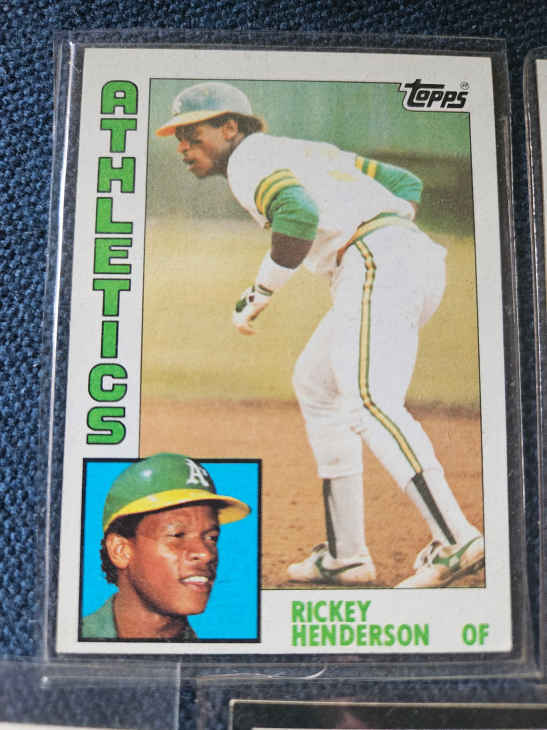 Topps
ATHLETICS
A's
RICKEY
HENDERSON OF